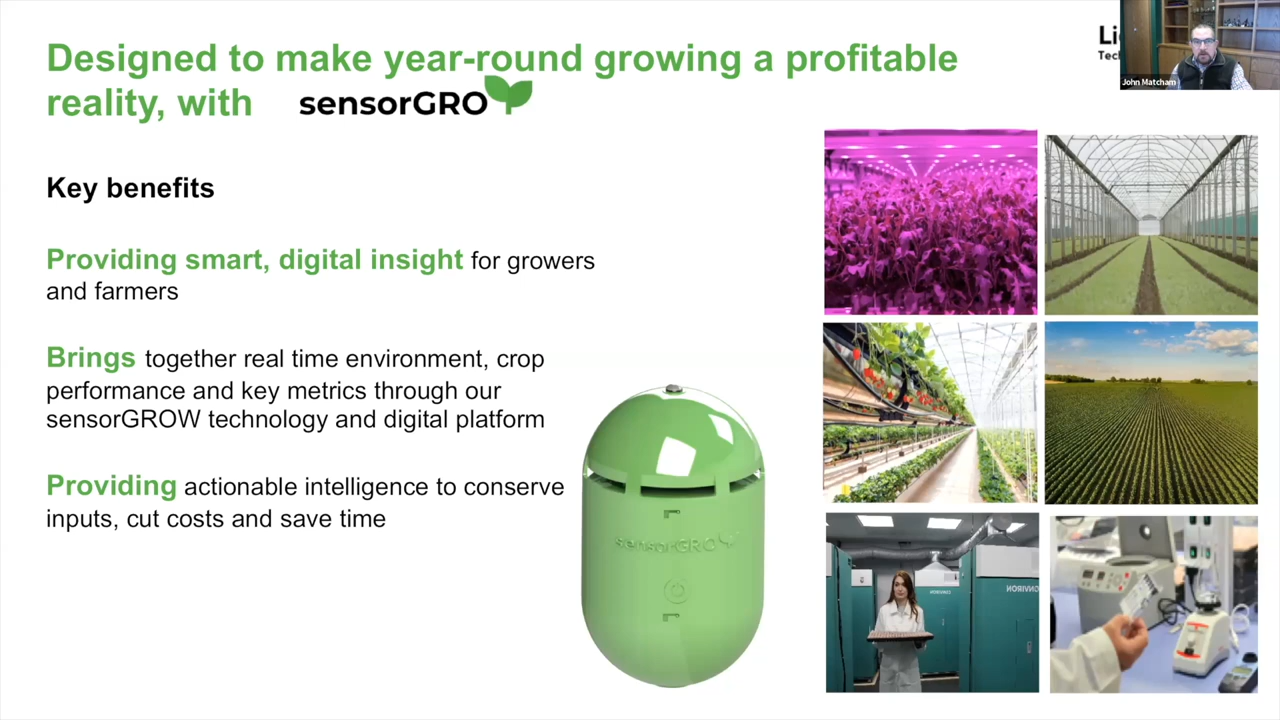 Designed to make year-round growing a profitable
reality, with sensorGRO
Key benefits
Providing smart, digital insight for growers
and farmers
Brings together real time environment, crop
performance and key metrics through our
sensorGROW technology and digital platform
Providing actionable intelligence to conserve
inputs, cut costs and save time
sensorGRO
John Matcham
CONVIRON